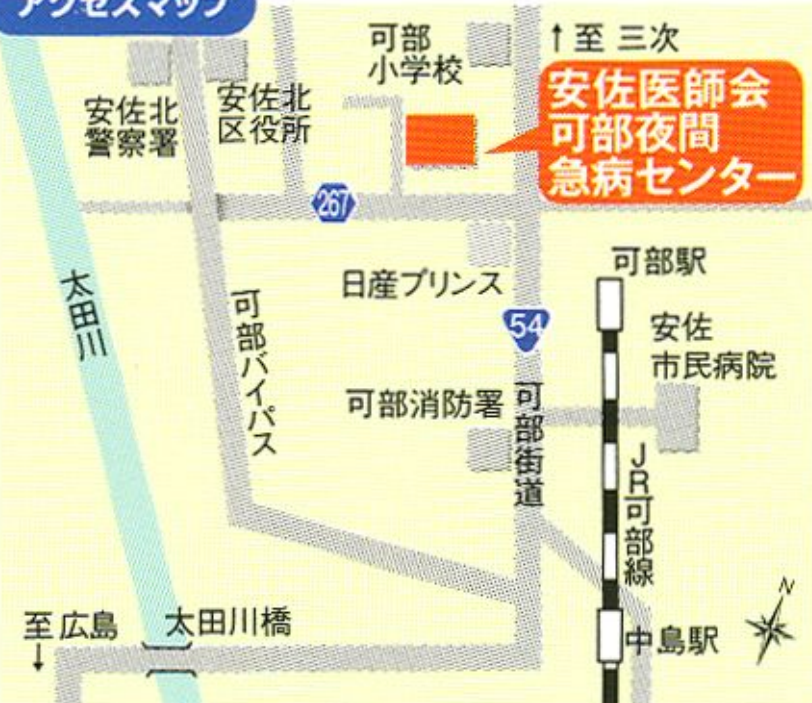 アクセスマップ
可部
小学校
↑至 三次
安佐医師会
可部夜間
急病センター
安佐北
警察署
安佐北
区役所
267
太田川
可部バイパス
日産プリンス
可部駅
54
安佐
市民病院
可部消防署
可部街道
JR可部線
至広島
↓
太田川橋
中島駅
N